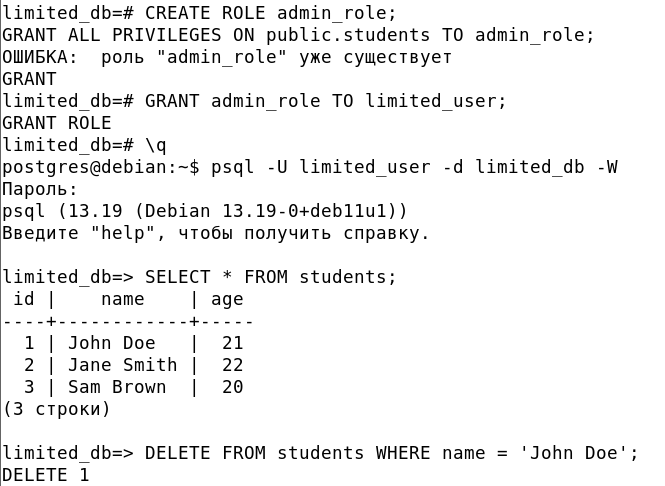 limited_db=# CREATE ROLE admin_role;
GRANT ALL PRIVILEGES ON public.students TO admin_role;
ОШИБКА:  роль "admin_role" уже существует
GRANT
limited_db=# GRANT admin_role TO limited_user;
GRANT ROLE
limited_db=# \q
postgres@debian:~$ psql -U limited_user -d limited_db -W
Пароль:
psql (13.19 (Debian 13.19-0+deb11u1))
Введите "help", чтобы получить справку.

limited_db=> SELECT * FROM students;
 id |    name    | age
----+------------+-----
  1 | John Doe   |  21
  2 | Jane Smith |  22
  3 | Sam Brown  |  20
(3 строки)

limited_db=> DELETE FROM students WHERE name = 'John Doe';
DELETE 1